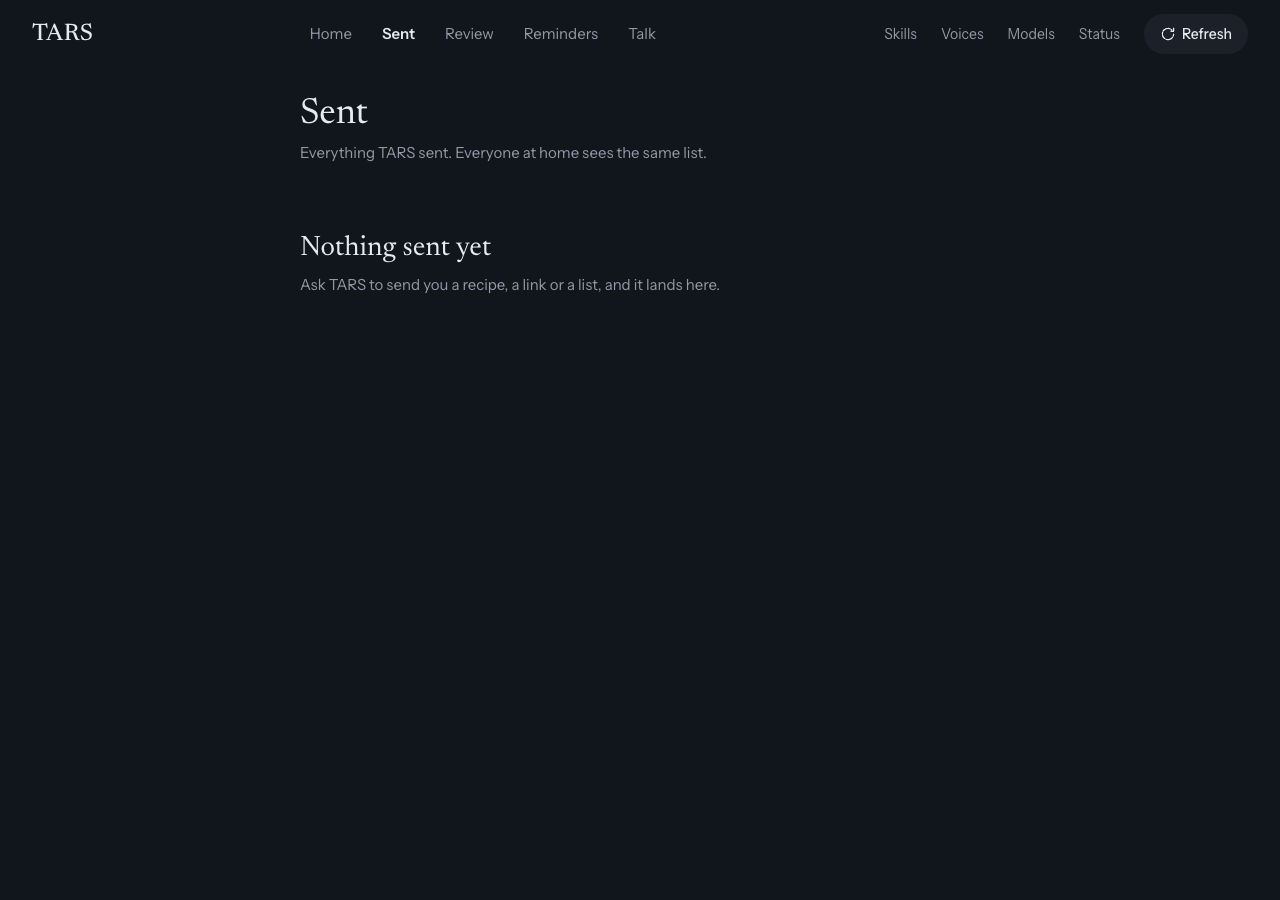 TARS
Home Sent Review Reminders Talk
Skills Voices Models Status Refresh
Sent
Everything TARS sent. Everyone at home sees the same list.
Nothing sent yet
Ask TARS to send you a recipe, a link or a list, and it lands here.